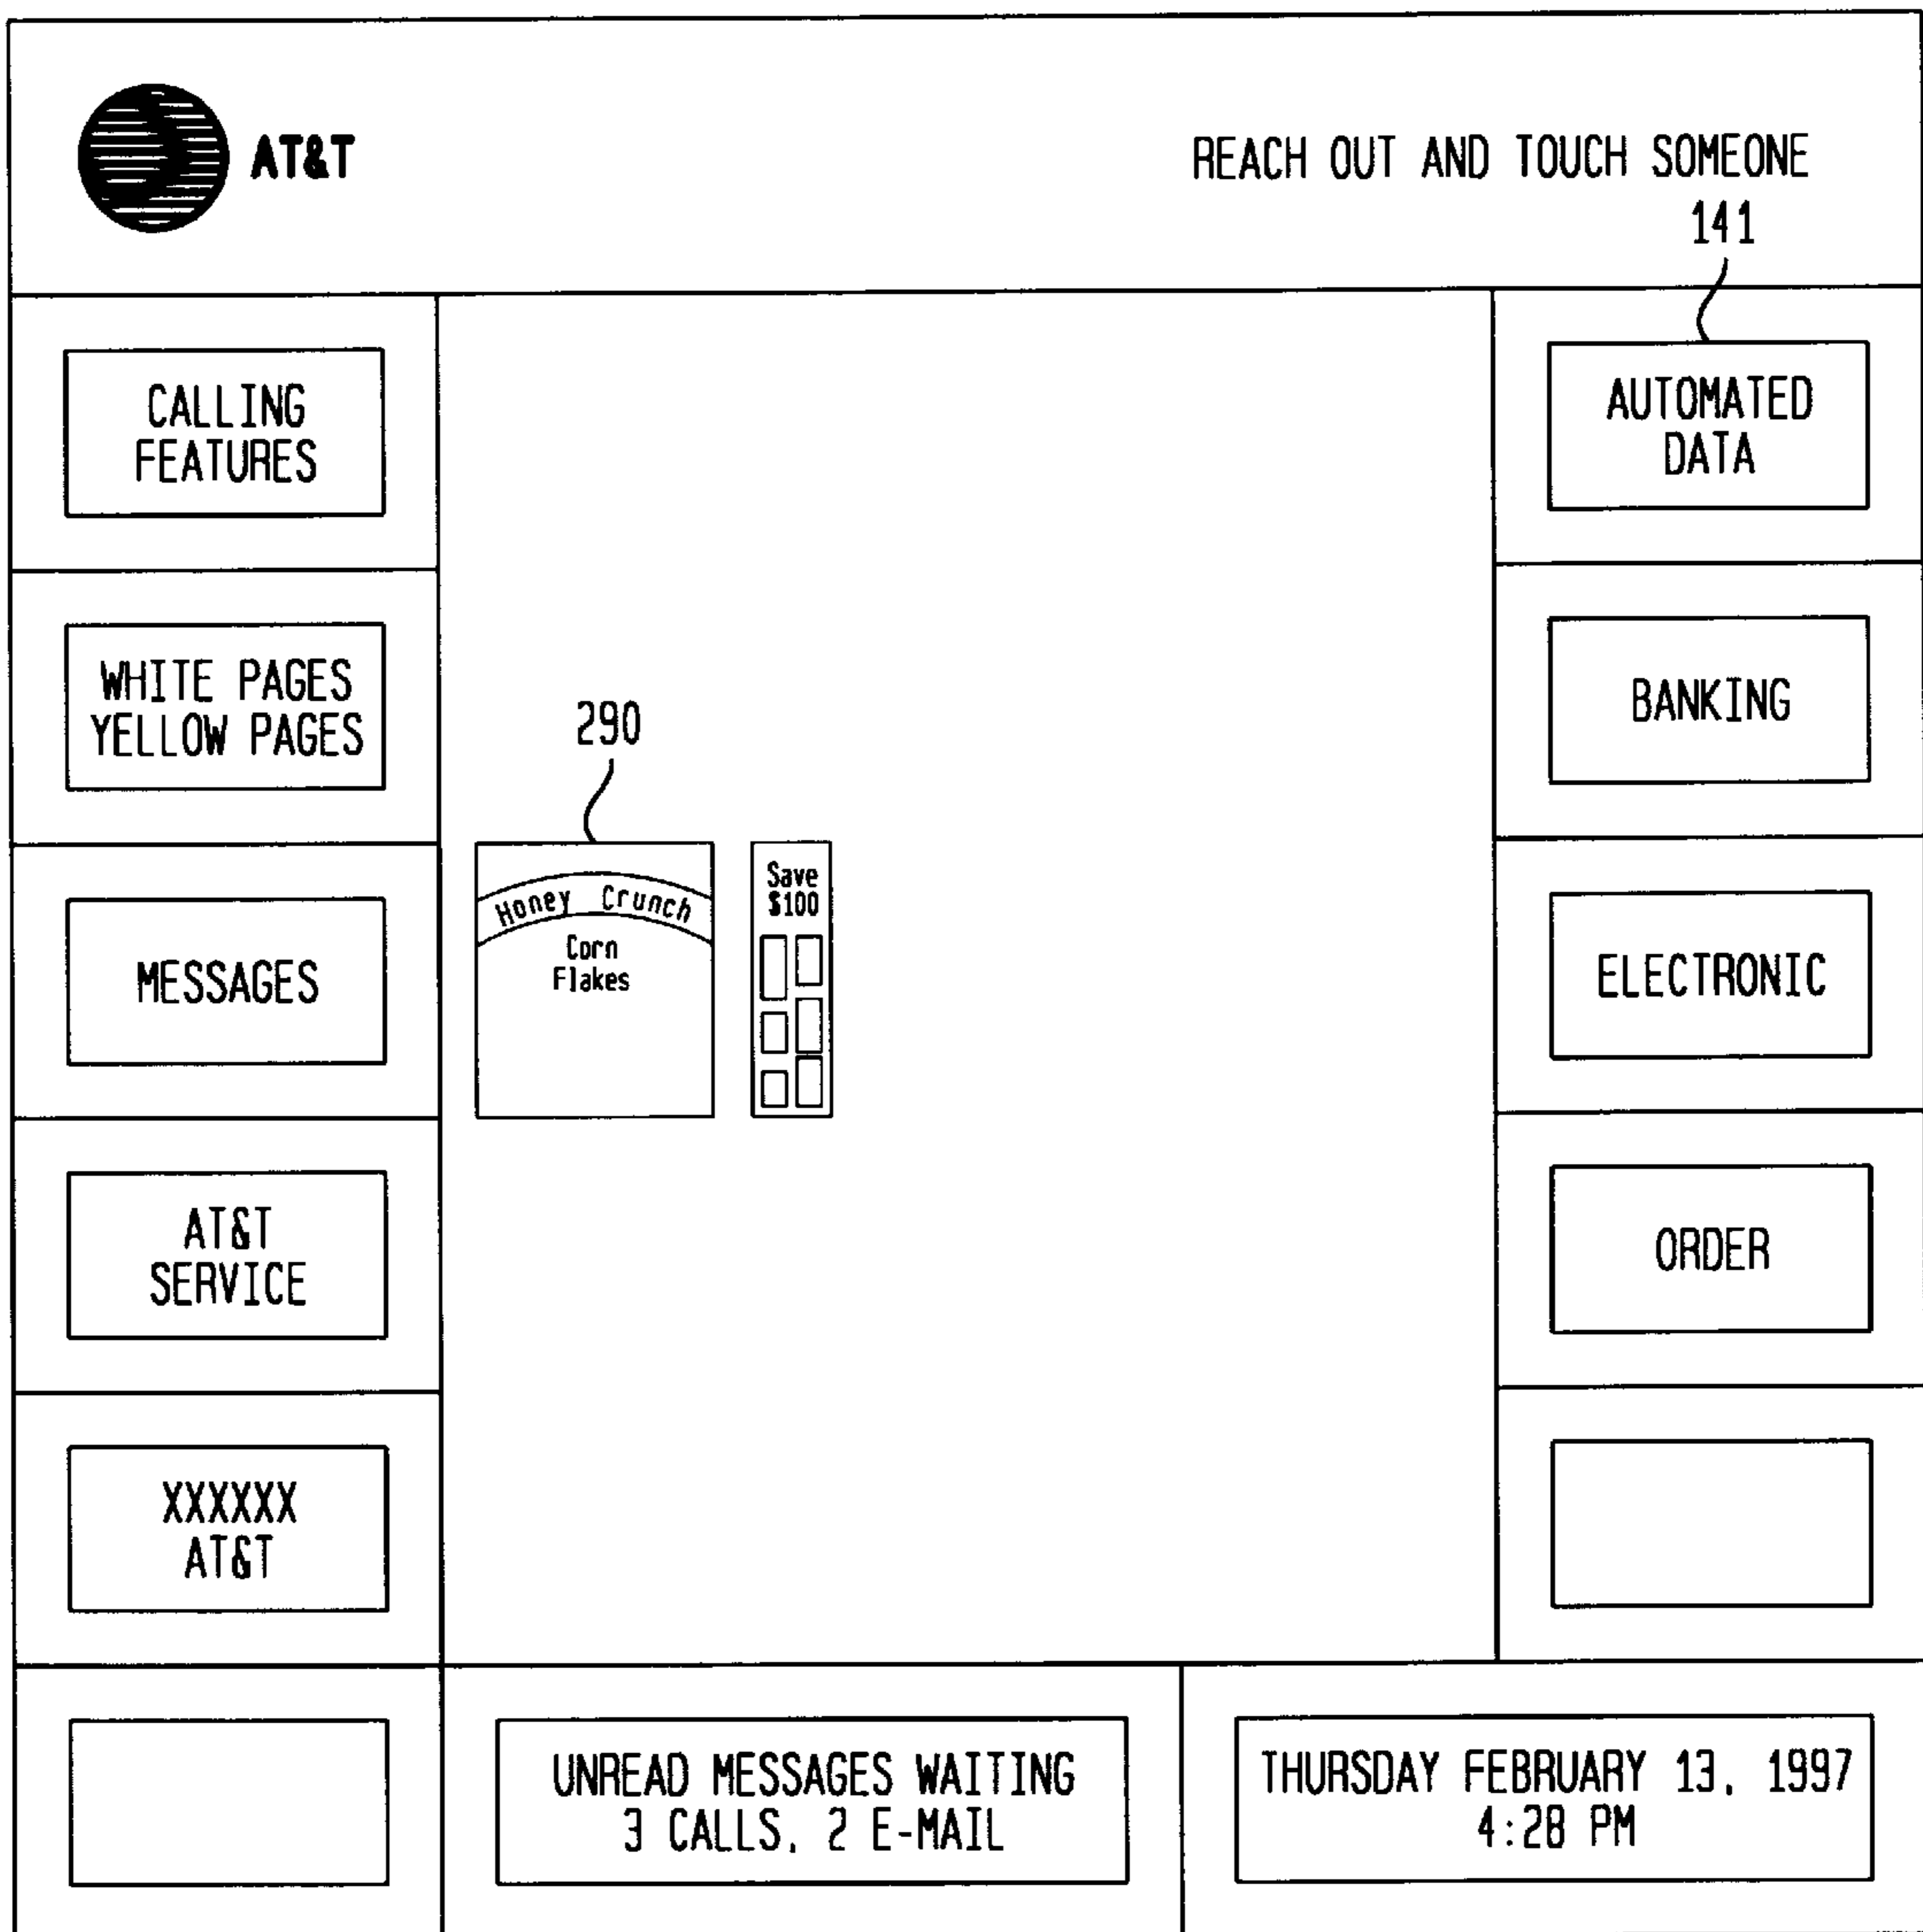 AT&T
REACH OUT AND TOUCH SOMEONE
141
CALLING
FEATURES
AUTOMATED
DATA
WHITE PAGES
YELLOW PAGES
BANKING
290
MESSAGES
Honey Crunch
Corn
Flakes
Save
$100
ELECTRONIC
AT&T
SERVICE
ORDER
XXXXXX
AT&T
UNREAD MESSAGES WAITING
3 CALLS, 2 E-MAIL
THURSDAY FEBRUARY 13, 1997
4:28 PM